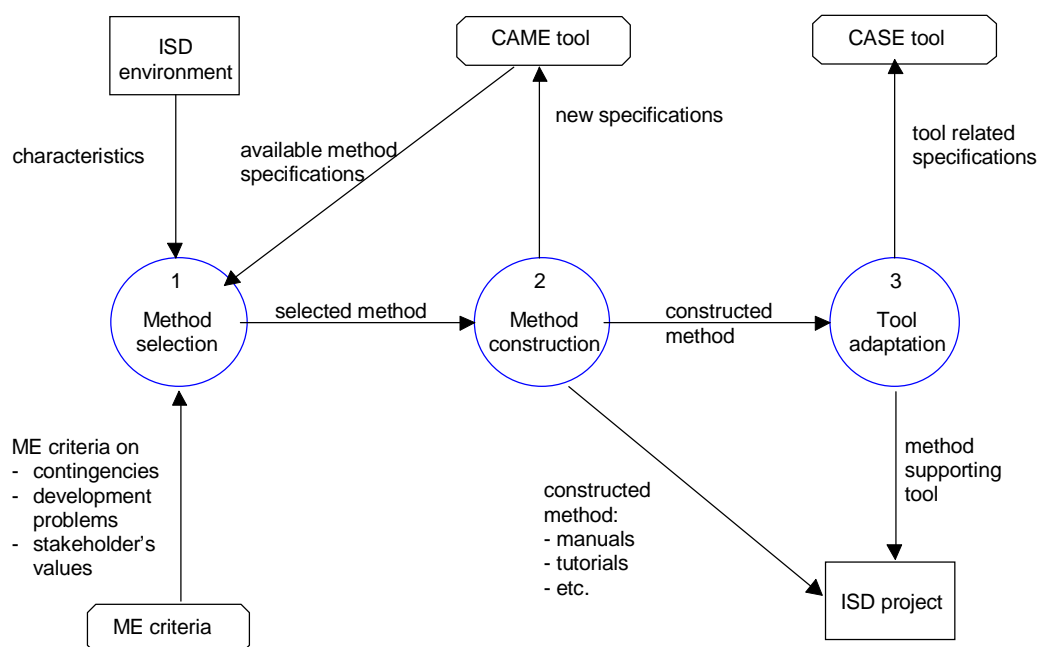 ISD
environment
CAME tool
CASE tool
characteristics
available method
specifications
new specifications
tool related
specifications
1
Method
selection
selected method
2
Method
construction
constructed
method
3
Tool
adaptation
ME criteria on
- contingencies
- development
problems
- stakeholder's
values
ME criteria
constructed
method:
- manuals
- tutorials
- etc.
method
supporting
tool
ISD project